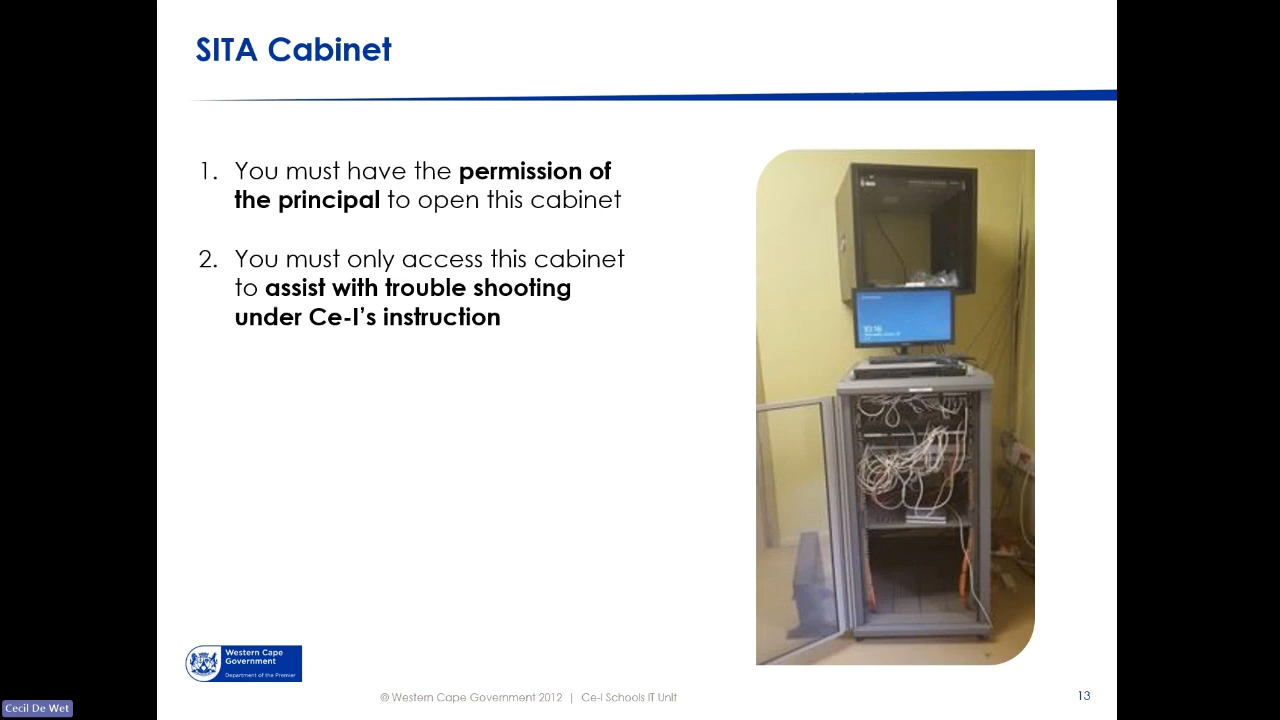 SITA Cabinet
1. You must have the permission of
the principal to open this cabinet
2. You must only access this cabinet
to assist with trouble shooting
under Ce-I's instruction
10:16
Western Cape
Government
Department of the Premier
© Western Cape Government 2012 | Ce-I Schools IT Unit
13
Cecil De Wet